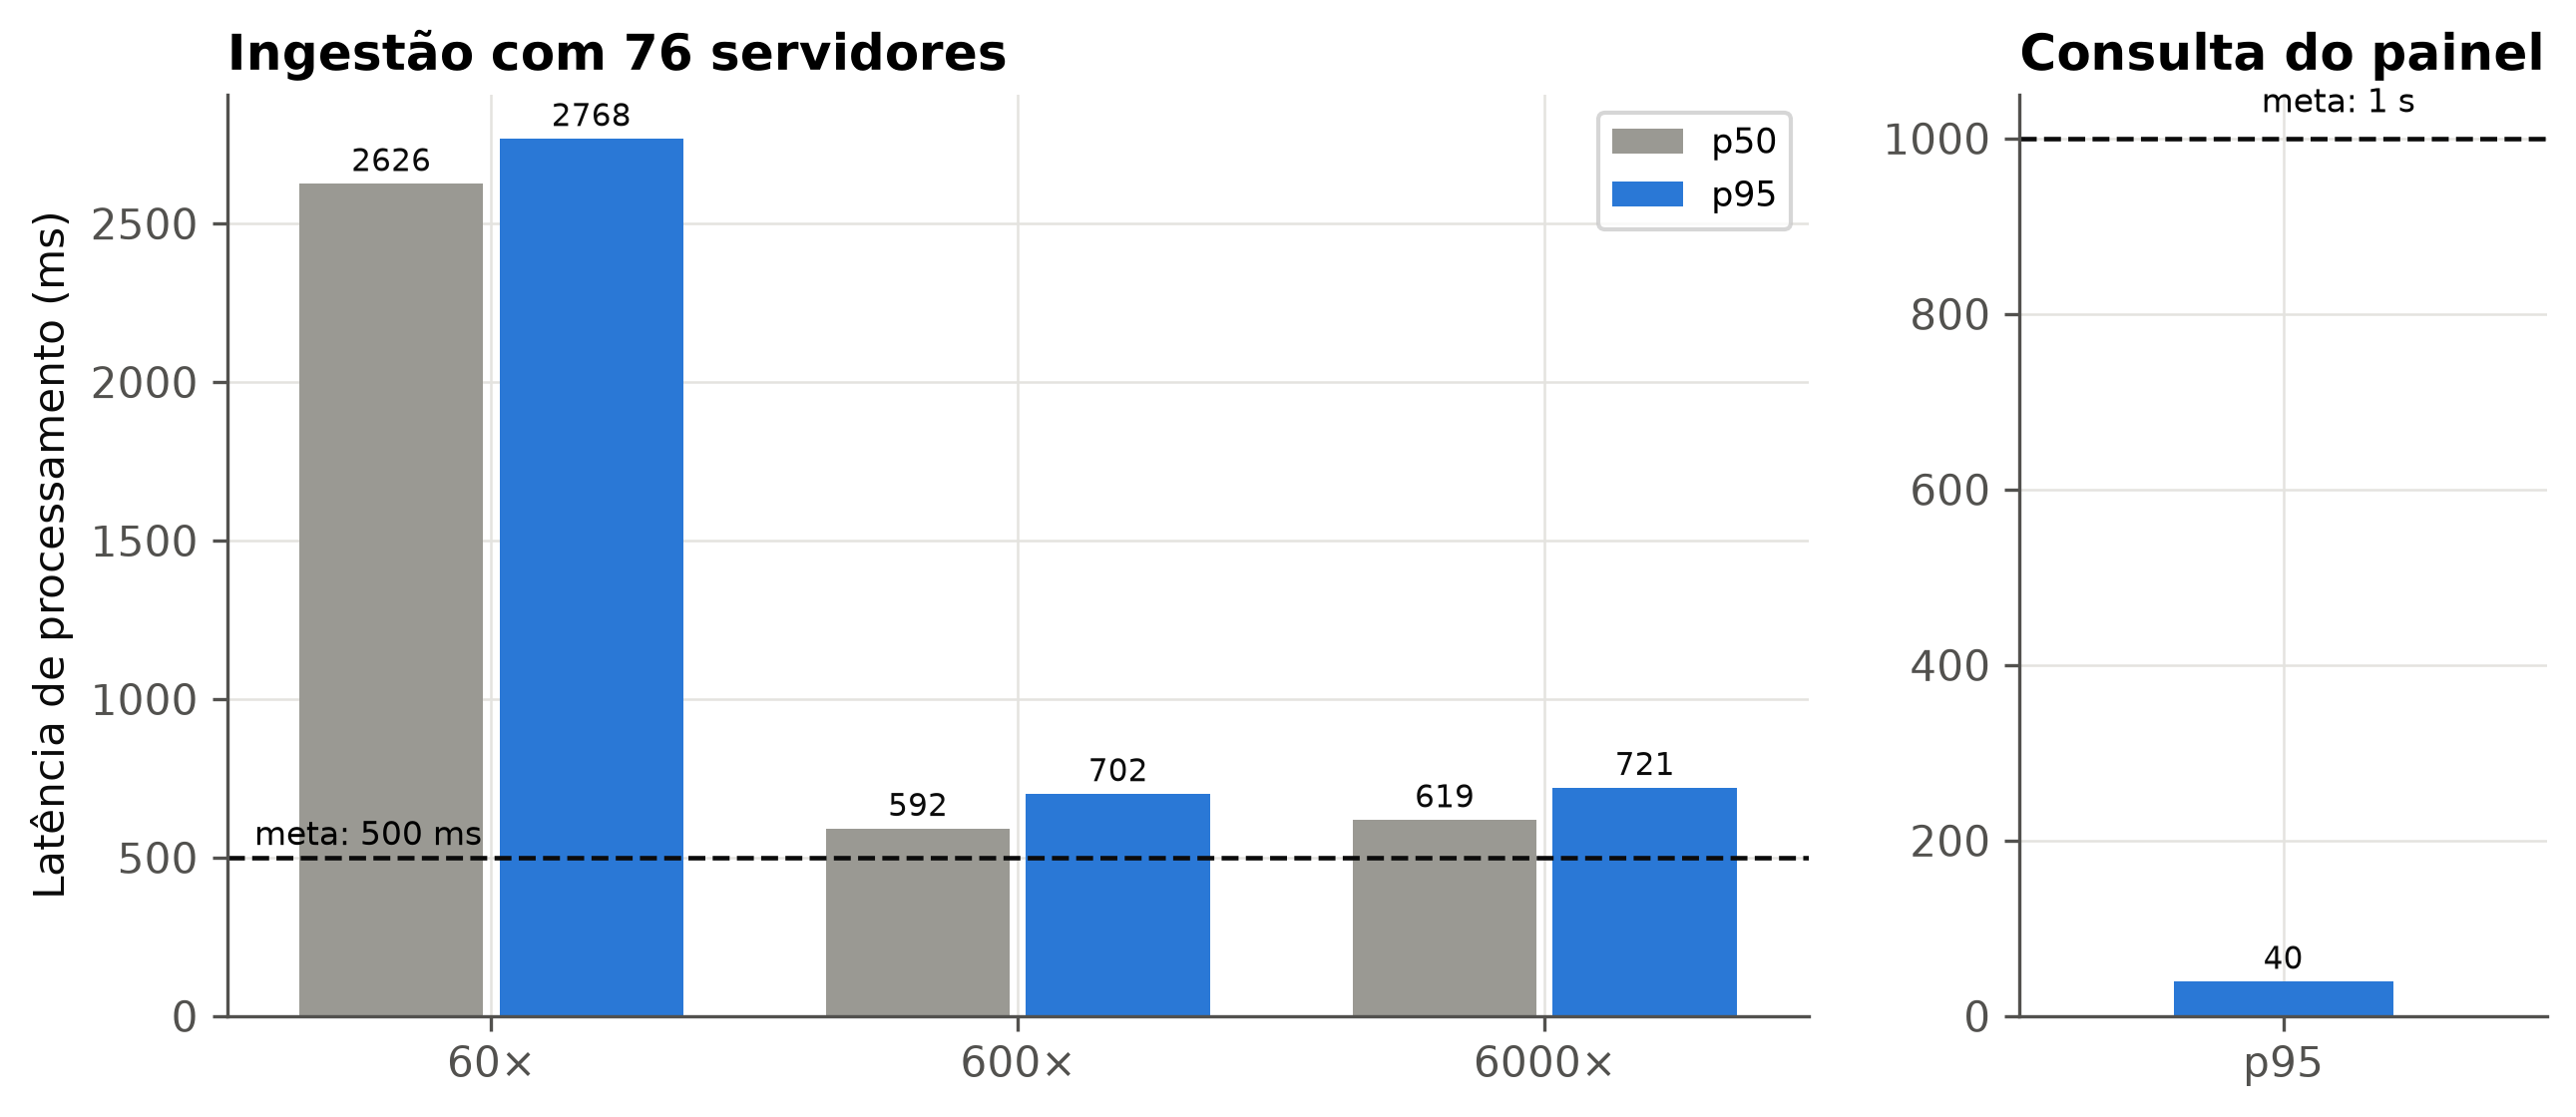 Ingestão com 76 servidores
Latência de processamento (ms)
2500
2000
1500
1000
500
0
2626
2768
592
702
619
721
meta: 500 ms
p50
p95
60×
600×
6000×
Consulta do painel
meta: 1 s
1000
800
600
400
200
0
40
p95